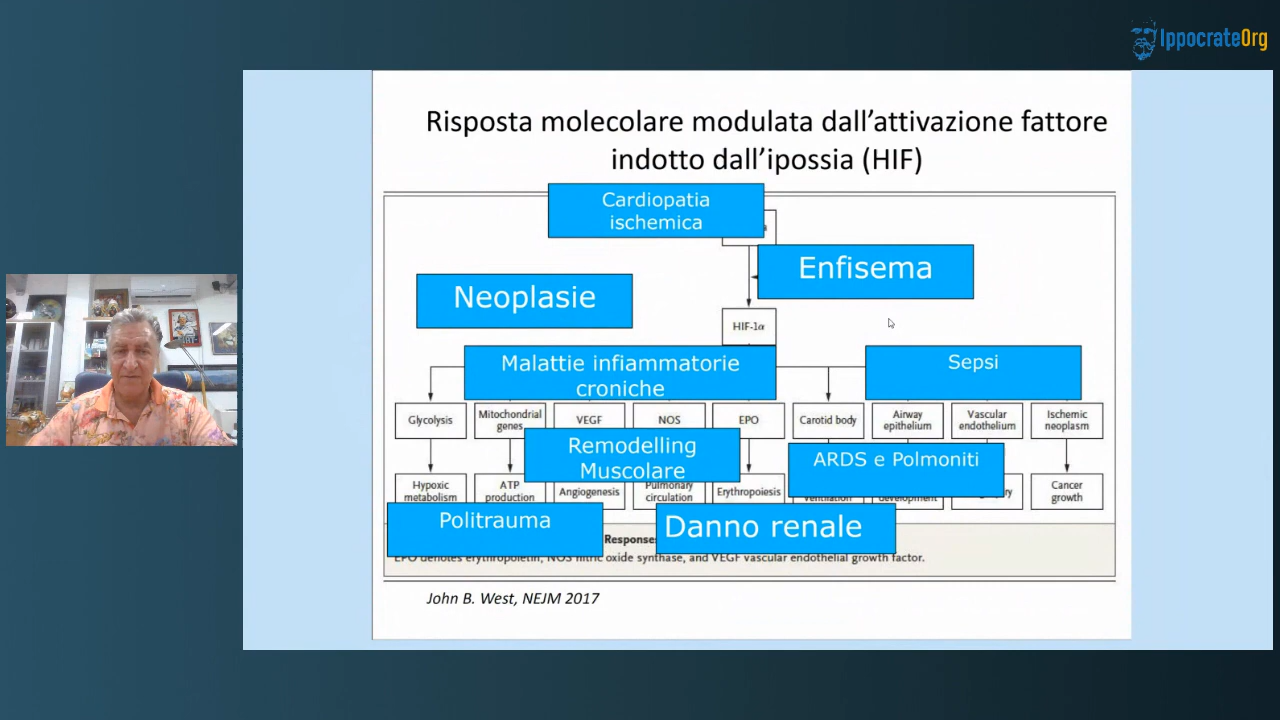 IppocrateOrg
Risposta molecolare modulata dall’attivazione fattore
indotto dall’ipossia (HIF)
Cardiopatia
ischemica
Enfisema
Neoplasie
HIF-1α
Malattie infiammatorie
croniche
Sepsi
Glycolysis
Mitochondrial
genes
VEGF
NOS
EPO
Carotid body
Airway
epithelium
Vascular
endothelium
Ischemic
neoplasm
Remodelling
Muscolare
ARDS e Polmoniti
Hypoxic
metabolism
ATP
production
Angiogenesis
Pulmonary
circulation
Erythropoiesis
Cancer
growth
Politrauma
Danno renale
EPO denotes erythropoietin, NOS nitric oxide synthase, and VEGF vascular endothelial growth factor.
John B. West, NEJM 2017